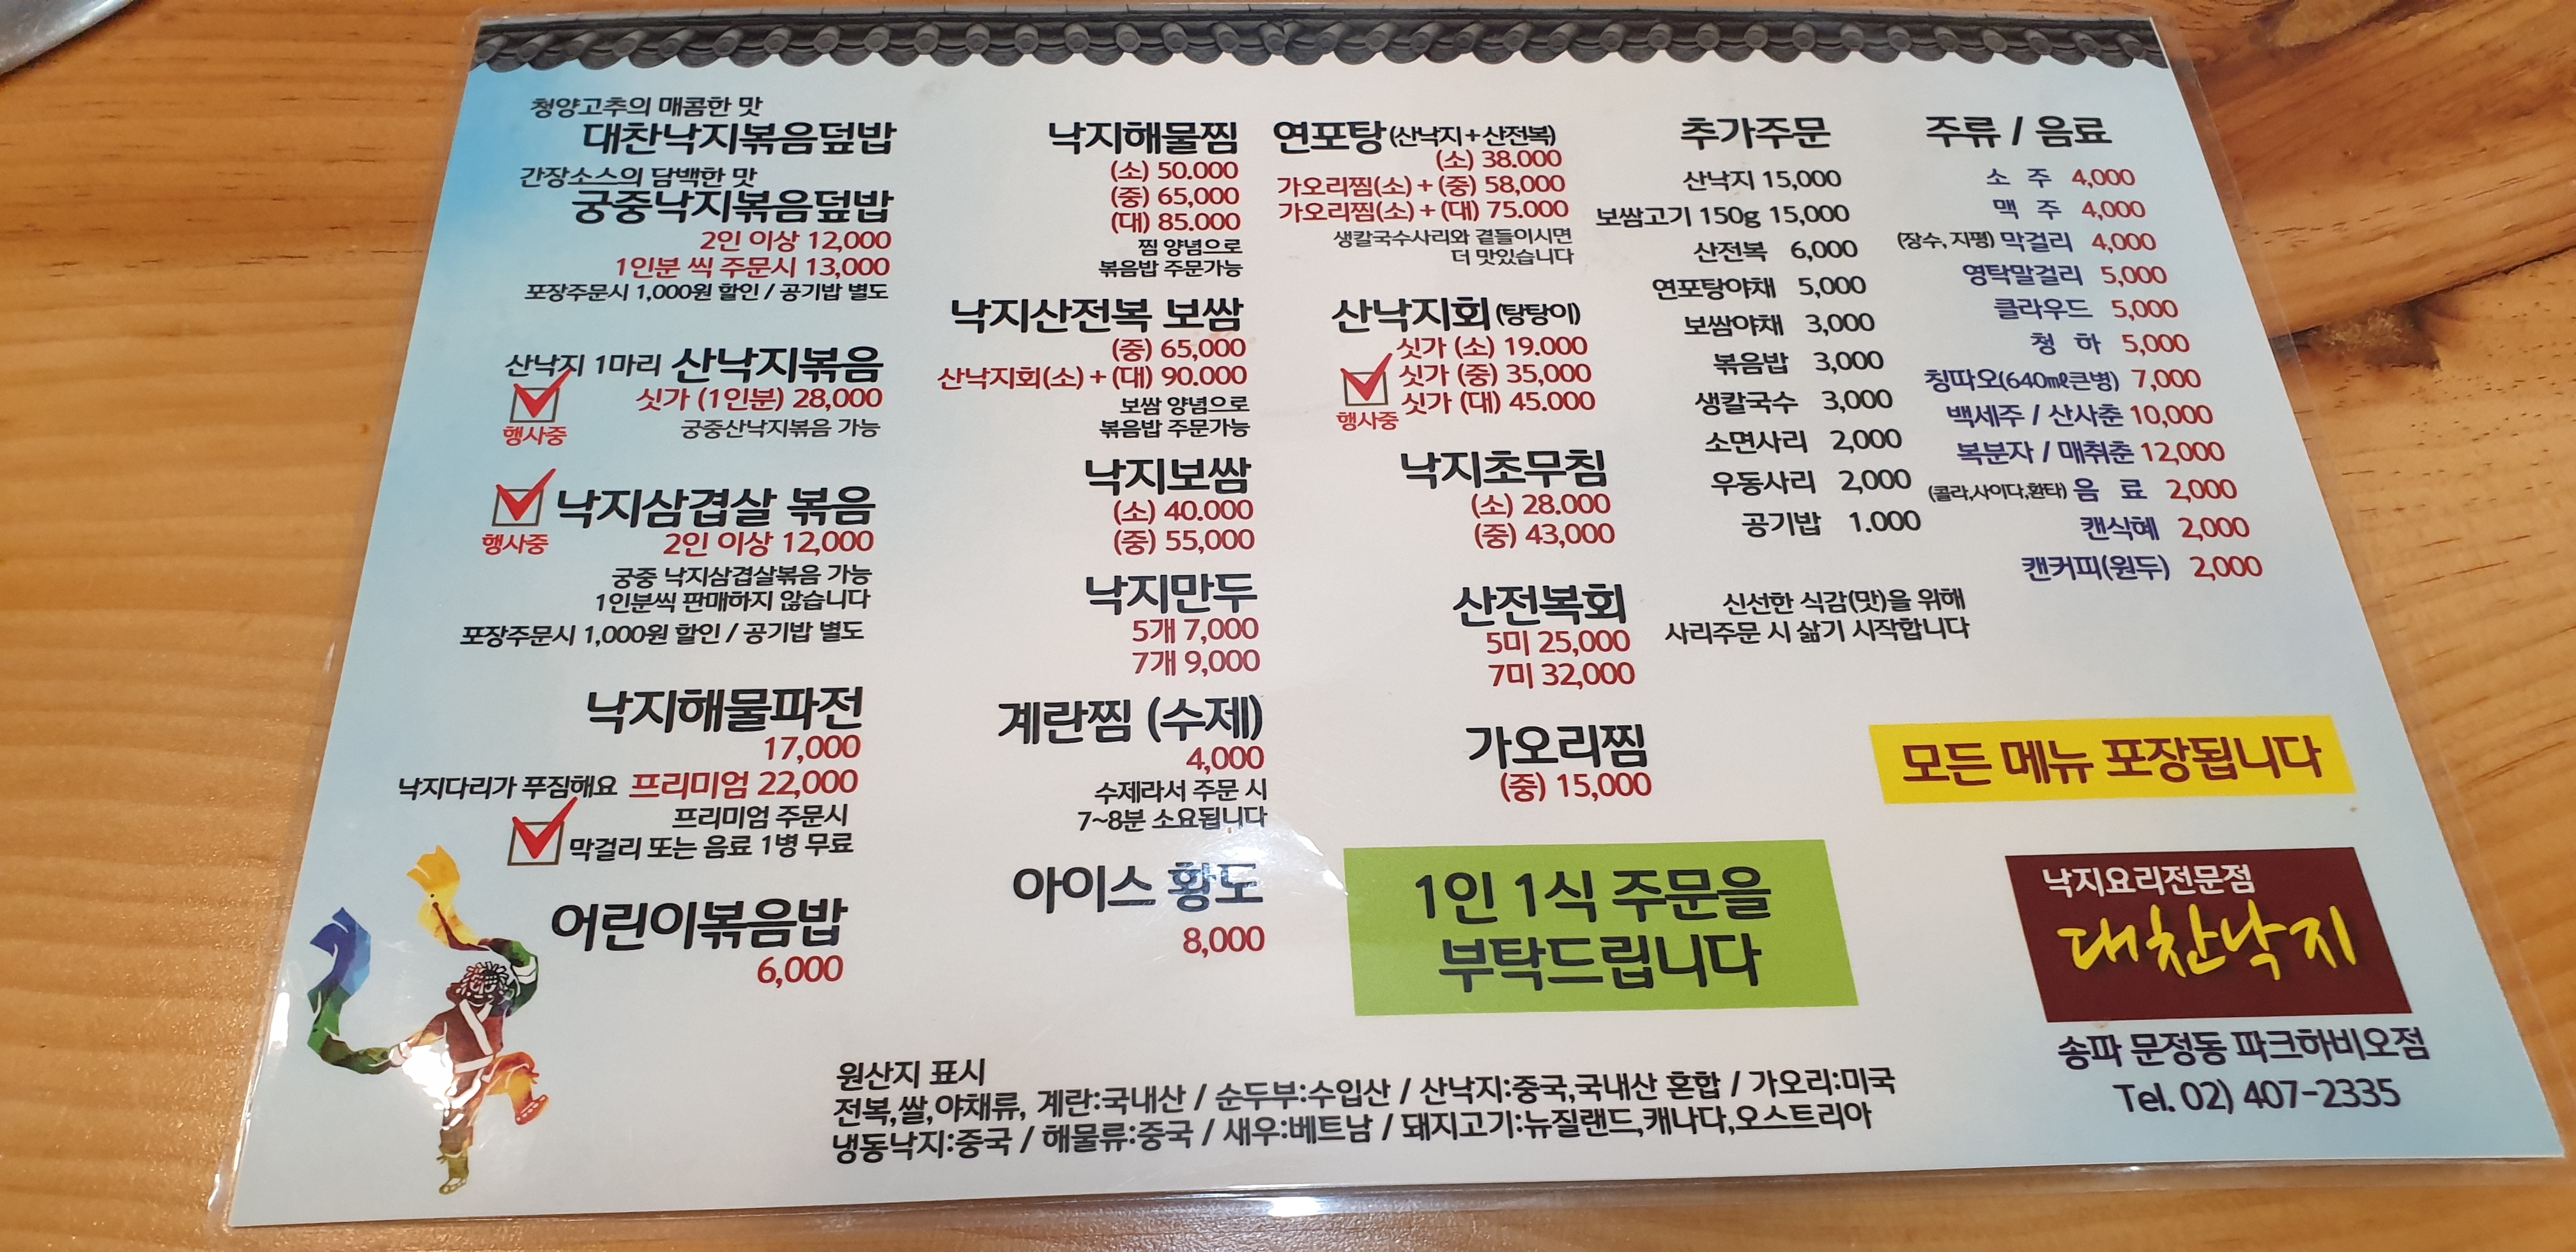 청양고추의 매콤한 맛
대찬낙지볶음덮밥
간장소스의 담백한 맛
궁중낙지볶음덮밥
2인 이상 12,000
1인분 씩 주문시 13,000
포장주문시 1,000원 할인 / 공기밥 별도
산낙지 1마리 산낙지볶음
싯가 (1인분) 28,000
행사중
궁중산낙지볶음 가능
낙지삼겹살 볶음
행사중
2인 이상 12,000
궁중 낙지삼겹살볶음 가능
1인분씩 판매하지 않습니다
포장주문시 1,000원 할인 / 공기밥 별도
낙지해물파전
17,000
낙지다리가 푸짐해요 프리미엄 22,000
프리미엄 주문시
막걸리 또는 음료 1병 무료
어린이볶음밥
6,000
낙지해물찜
(소) 50.000
(중) 65,000
(대) 85.000
찜 양념으로
볶음밥 주문가능
낙지산전복 보쌈
(중) 65,000
산낙지회(소) + (대) 90.000
보쌈 양념으로
볶음밥 주문가능
낙지보쌈
(소) 40.000
(중) 55,000
낙지만두
5개 7,000
7개 9,000
계란찜 (수제)
4,000
수제라서 주문 시
7~8분 소요됩니다
아이스 황도
8,000
연포탕 (산낙지+산전복)
(소) 38.000
가오리찜(소) + (중) 58,000
가오리찜(소) + (대) 75.000
생칼국수사리와 곁들이시면
더 맛있습니다
산낙지회 (탕탕이)
싯가 (소) 19.000
싯가 (중) 35,000
싯가 (대) 45.000
행사중
낙지초무침
(소) 28.000
(중) 43,000
산전복회
5미 25,000
7미 32,000
가오리찜
(중) 15,000
추가주문
산낙지 15,000
보쌈고기 150g 15,000
산전복 6,000
연포탕야채 5,000
보쌈야채 3,000
볶음밥 3,000
생칼국수 3,000
소면사리 2,000
우동사리 2,000
공기밥 1.000
신선한 식감(맛)을 위해
사리주문 시 삶기 시작합니다
주류 / 음료
소 주 4,000
맥 주 4,000
(장수, 지평) 막걸리 4,000
영탁말걸리 5,000
클라우드 5,000
청 하 5,000
칭따오(640㎖큰병) 7,000
백세주 / 산사춘 10,000
복분자 / 매취춘 12,000
(콜라,사이다,환타) 음 료 2,000
캔식혜 2,000
캔커피(원두) 2,000
모든 메뉴 포장됩니다
1인 1식 주문을
부탁드립니다
낙지요리전문점
대찬낙지
송파 문정동 파크하비오점
Tel. 02) 407-2335
원산지 표시
전복,쌀,야채류, 계란:국내산 / 순두부:수입산 / 산낙지:중국,국내산 혼합 / 가오리:미국
냉동낙지:중국 / 해물류:중국 / 새우:베트남 / 돼지고기:뉴질랜드,캐나다,오스트리아